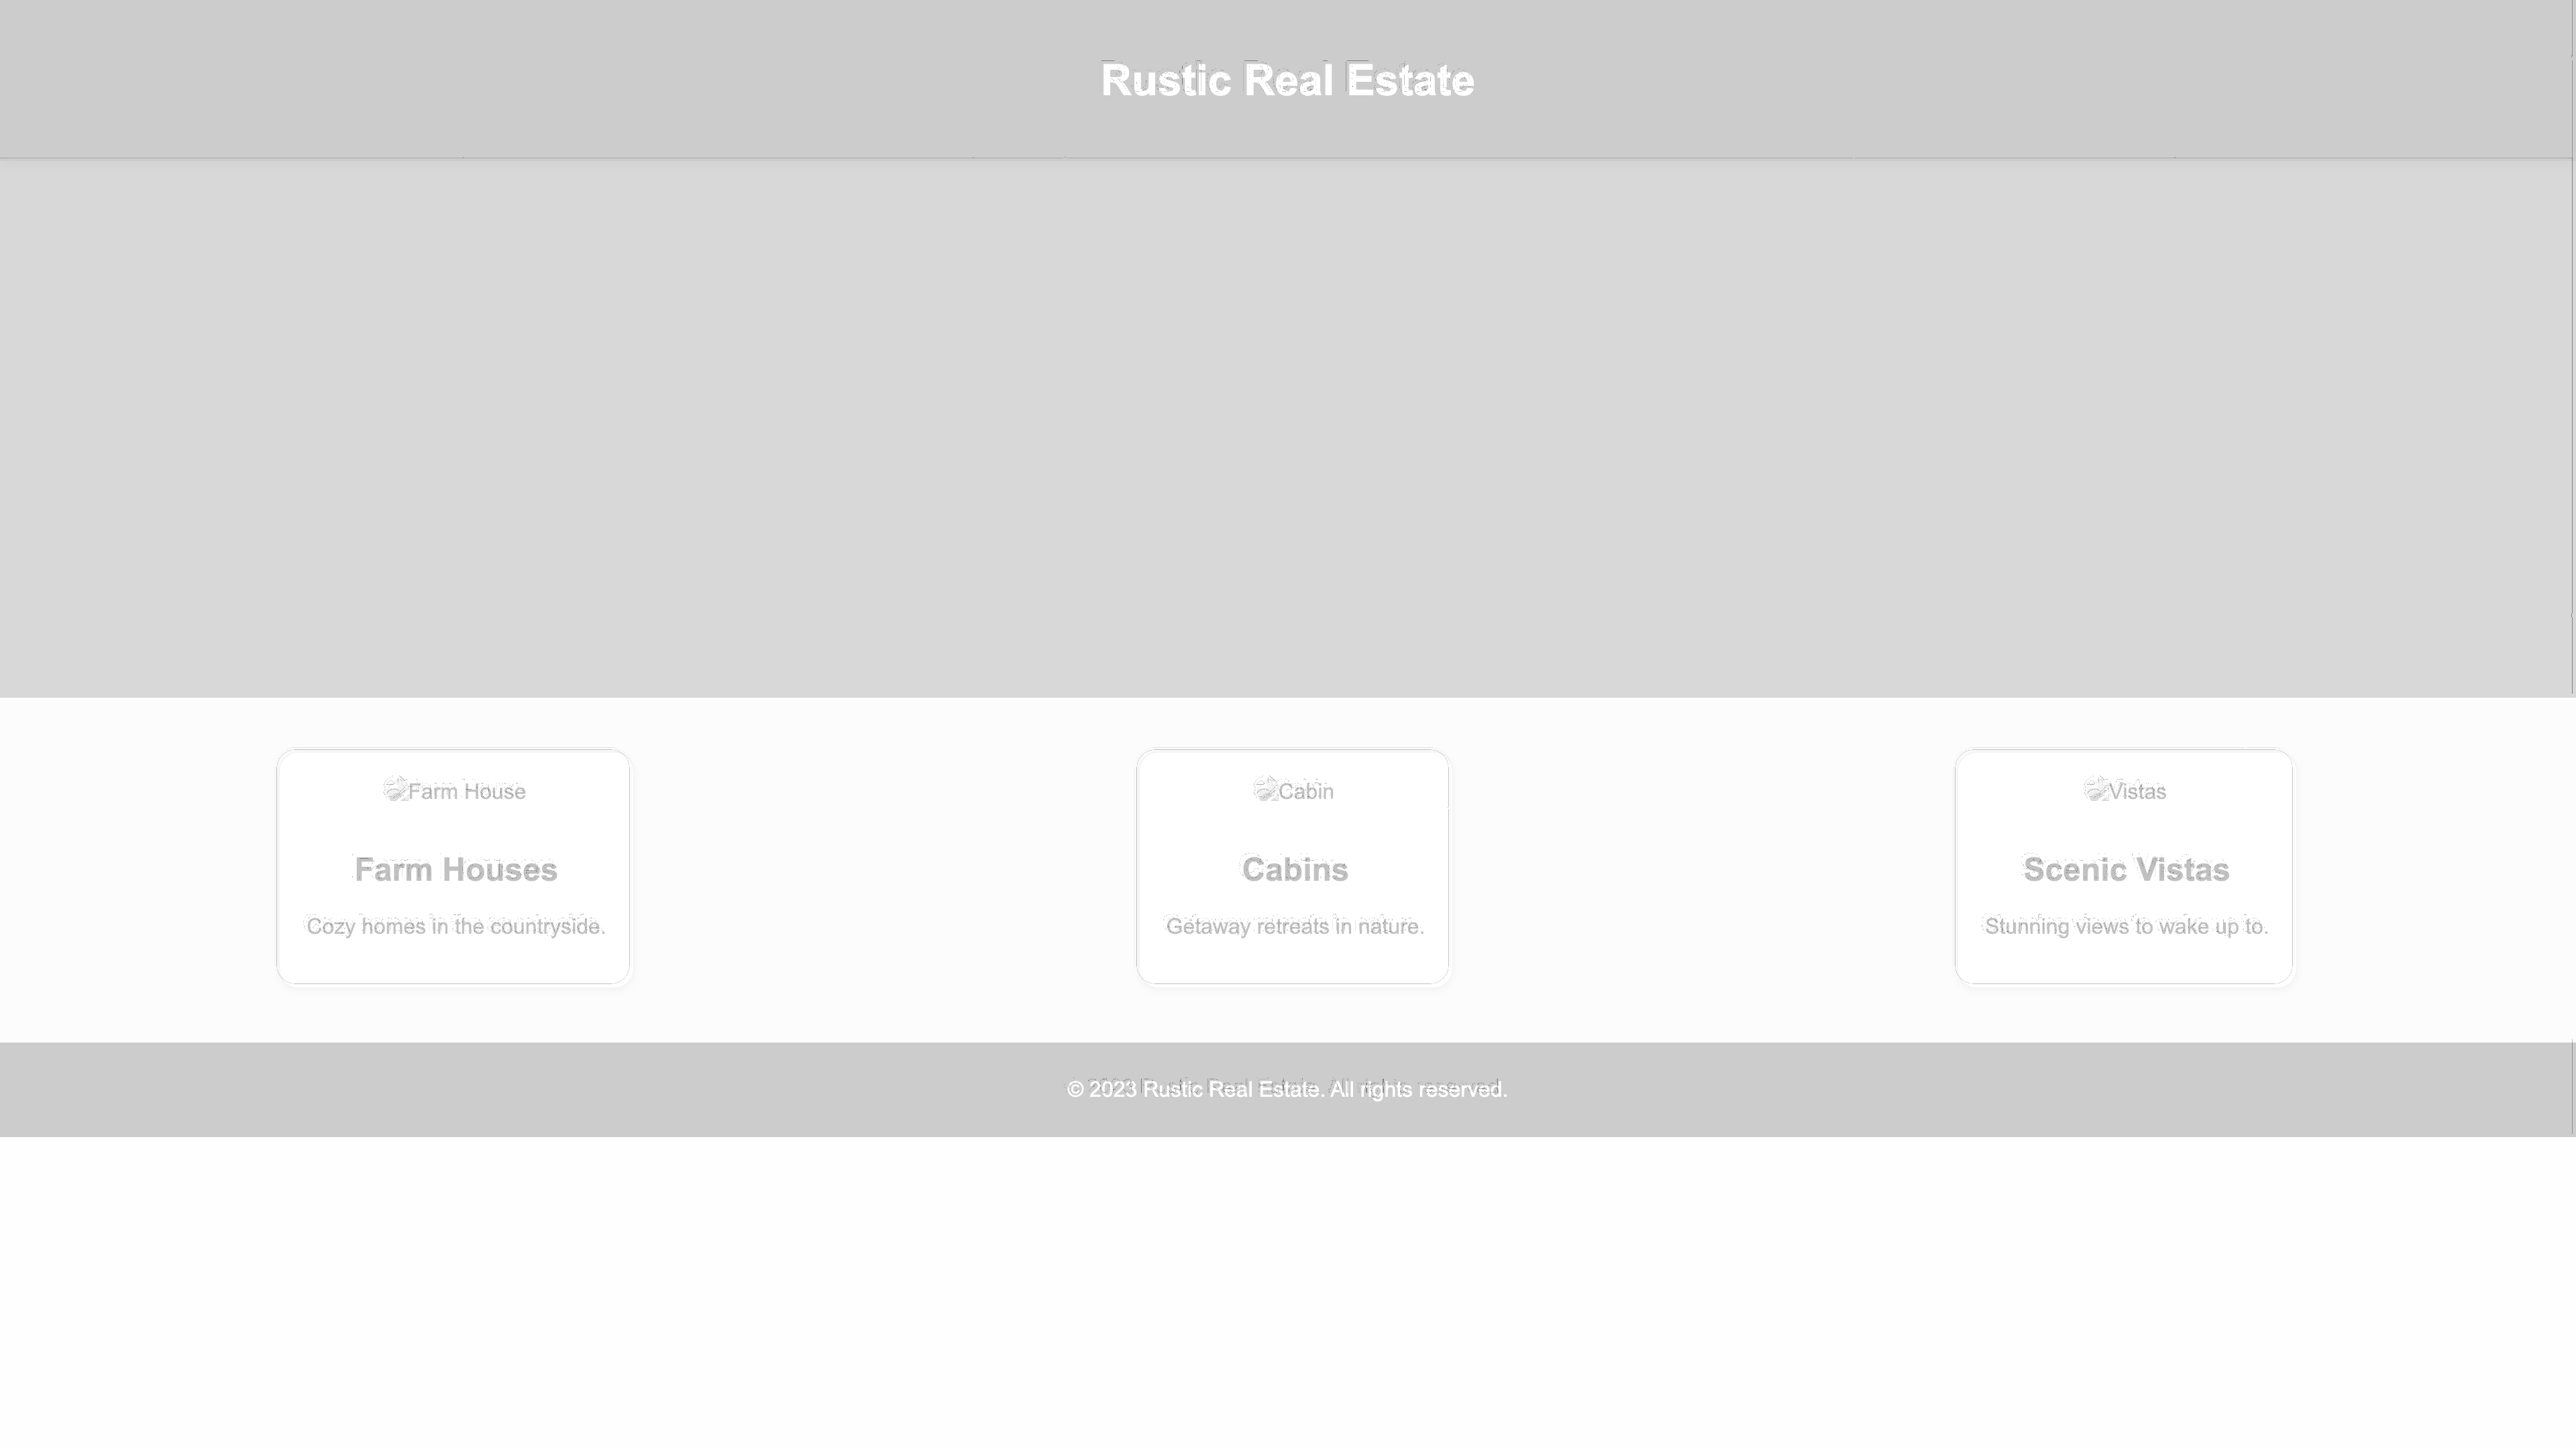 Rustic Real Estate
Farm House
Farm Houses
Cozy homes in the countryside.
Cabin
Cabins
Getaway retreats in nature.
Vistas
Scenic Vistas
Stunning views to wake up to.
© 2023 Rustic Real Estate. All rights reserved.